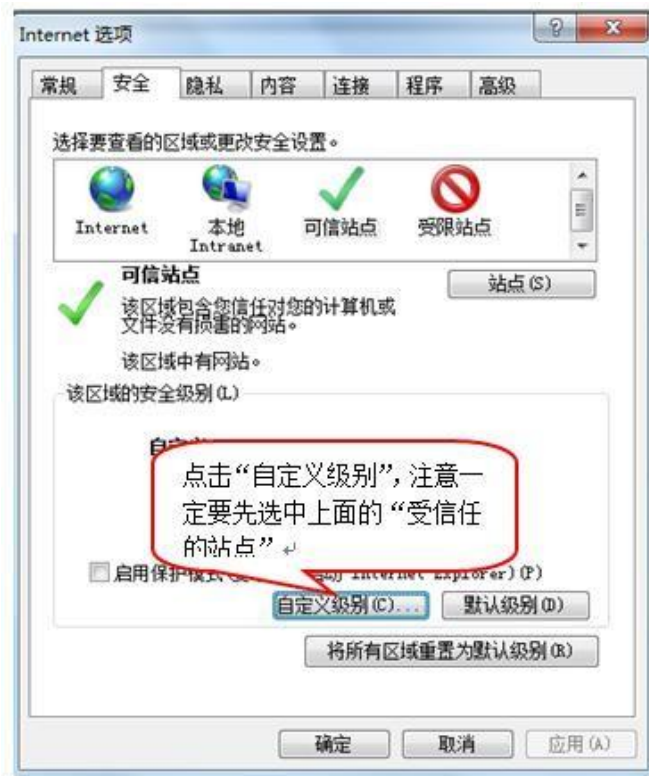 Internet 选项
常规 安全 隐私 内容 连接 程序 高级
选择要查看的区域或更改安全设置。
Internet 本地 Intranet 可信站点 受限站点
可信站点
站点(S)
该区域包含您信任对您的计算机或
文件没有损害的网站。
该区域中有网站。
该区域的安全级别(L)
点击“自定义级别”，注意一
定要先选中上面的“受信任
的站点”
启用保护模式 Internet Explorer)(P)
自定义级别(C)... 默认级别(D)
将所有区域重置为默认级别(R)
确定 取消 应用(A)